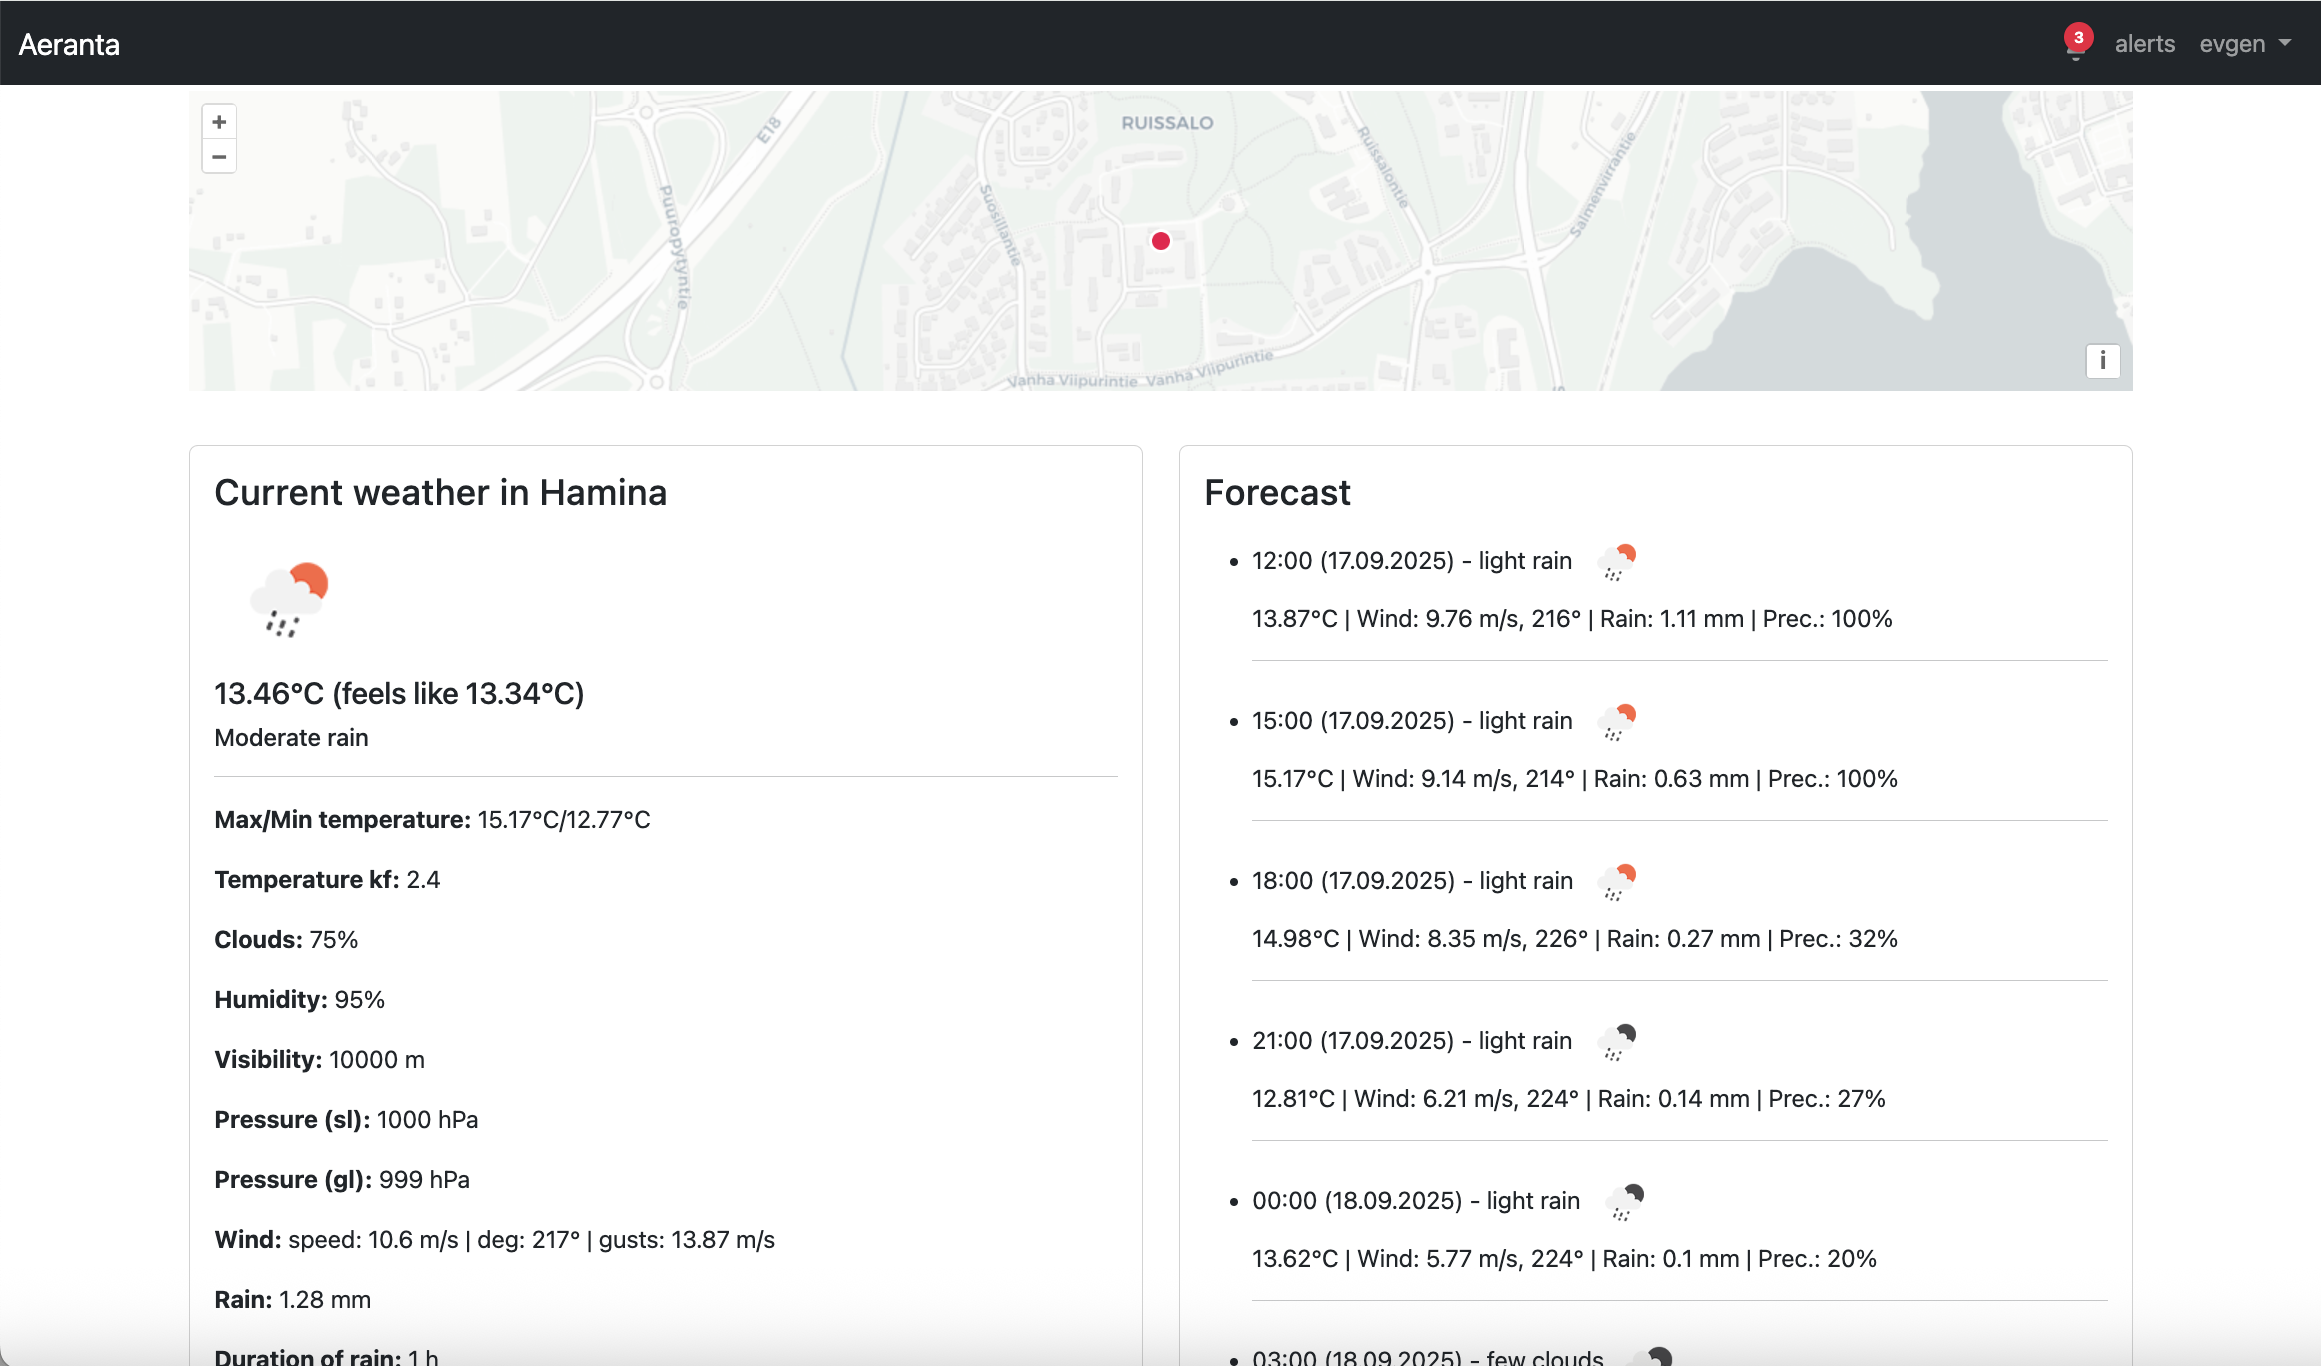 Aeranta
3
alerts
evgen
+
−
E18
RUISSALO
Ruissalontie
Salmenvirrantie
Puuropytyntie
Suosillantie
Vanha Viipurintie Vanha Viipurintie
i
Current weather in Hamina
13.46°C (feels like 13.34°C)
Moderate rain
Max/Min temperature: 15.17°C/12.77°C
Temperature kf: 2.4
Clouds: 75%
Humidity: 95%
Visibility: 10000 m
Pressure (sl): 1000 hPa
Pressure (gl): 999 hPa
Wind: speed: 10.6 m/s | deg: 217° | gusts: 13.87 m/s
Rain: 1.28 mm
Duration of rain: 1 h
Forecast
12:00 (17.09.2025) - light rain
13.87°C | Wind: 9.76 m/s, 216° | Rain: 1.11 mm | Prec.: 100%
15:00 (17.09.2025) - light rain
15.17°C | Wind: 9.14 m/s, 214° | Rain: 0.63 mm | Prec.: 100%
18:00 (17.09.2025) - light rain
14.98°C | Wind: 8.35 m/s, 226° | Rain: 0.27 mm | Prec.: 32%
21:00 (17.09.2025) - light rain
12.81°C | Wind: 6.21 m/s, 224° | Rain: 0.14 mm | Prec.: 27%
00:00 (18.09.2025) - light rain
13.62°C | Wind: 5.77 m/s, 224° | Rain: 0.1 mm | Prec.: 20%
03:00 (18.09.2025) - few clouds